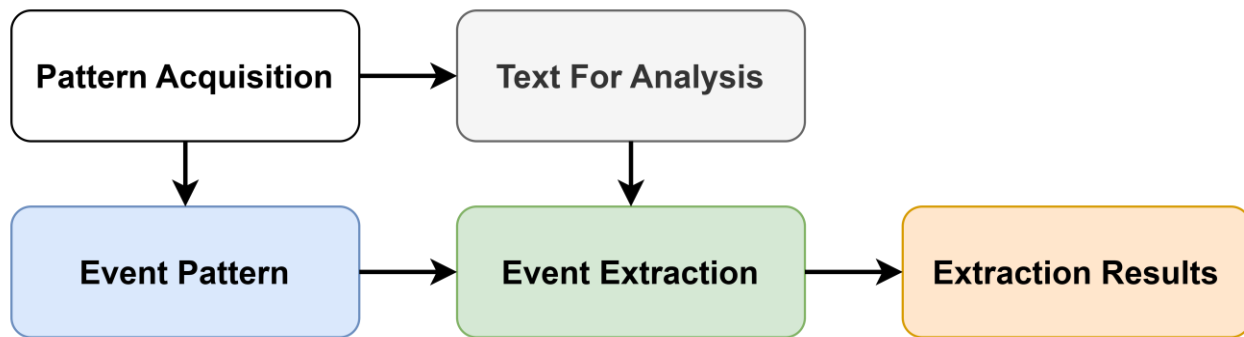 Pattern Acquisition
Text For Analysis
Event Pattern
Event Extraction
Extraction Results